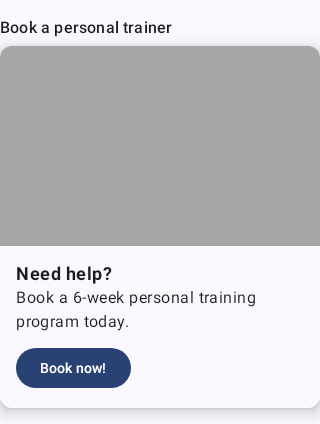 Book a personal trainer
Need help?
Book a 6-week personal training
program today.
Book now!